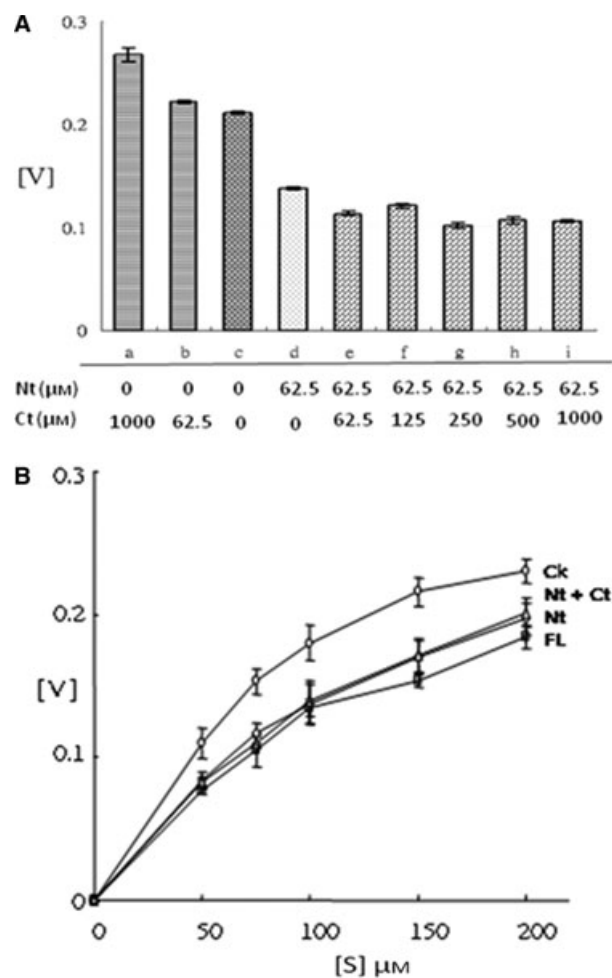 A
0.3
0.2
[V]
0.1
0
a b c d e f g h i
Nt (μM) 0 0 0 62.5 62.5 62.5 62.5 62.5 62.5
Ct (μM) 1000 62.5 0 0 62.5 125 250 500 1000
B
0.3
Ck
Nt + Ct
0.2
Nt
FL
[V]
0.1
0
0 50 100 150 200
[S] μM